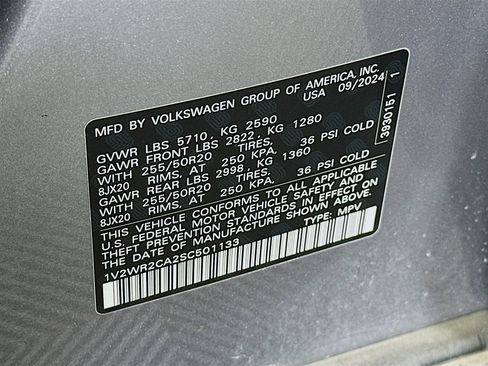 MFD BY VOLKSWAGEN GROUP OF AMERICA, INC.
USA 09/2024
GVWR LBS 5710, KG 2590
GAWR FRONT LBS 2822, KG 1280
255/50R20 TIRES,
8JX20 RIMS. AT 250 KPA. 36 PSI COLD
GAWR REAR LBS 2998, KG 1360
255/50R20 TIRES,
8JX20 RIMS. AT 250 KPA. 36 PSI COLD
THIS VEHICLE CONFORMS TO ALL APPLICABLE
U.S. FEDERAL MOTOR VEHICLE SAFETY AND
THEFT PREVENTION STANDARDS IN EFFECT ON
THE DATE OF MANUFACTURE SHOWN ABOVE.
1V2WR2CA2SC501133 TYPE: MPV
3930151 1